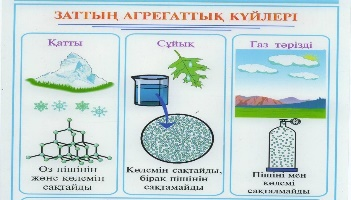 ЗАТТЫҢ АГРЕГАТТЫҚ КҮЙЛЕРІ
Қатты
Өз пішінін
және көлемін
сақтайды
Сұйық
Көлемін сақтайды,
бірақ пішінін
сақтамайды
Газ тәрізді
Пішіні мен
көлемі
сақталмайды